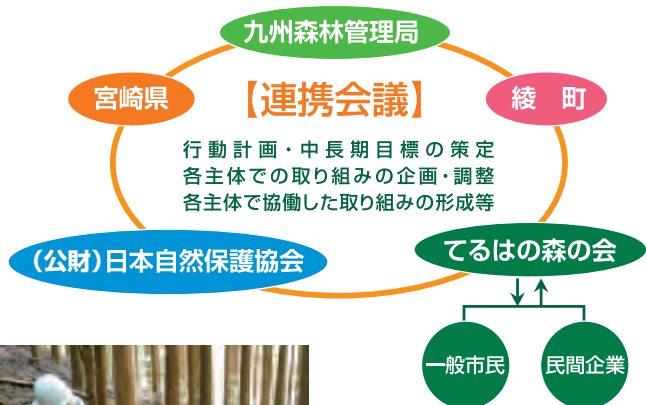 九州森林管理局
宮崎県
【連携会議】
綾　町
行動計画・中長期目標の策定
各主体での取り組みの企画・調整
各主体で協働した取り組みの形成等
（公財）日本自然保護協会
てるはの森の会
一般市民
民間企業